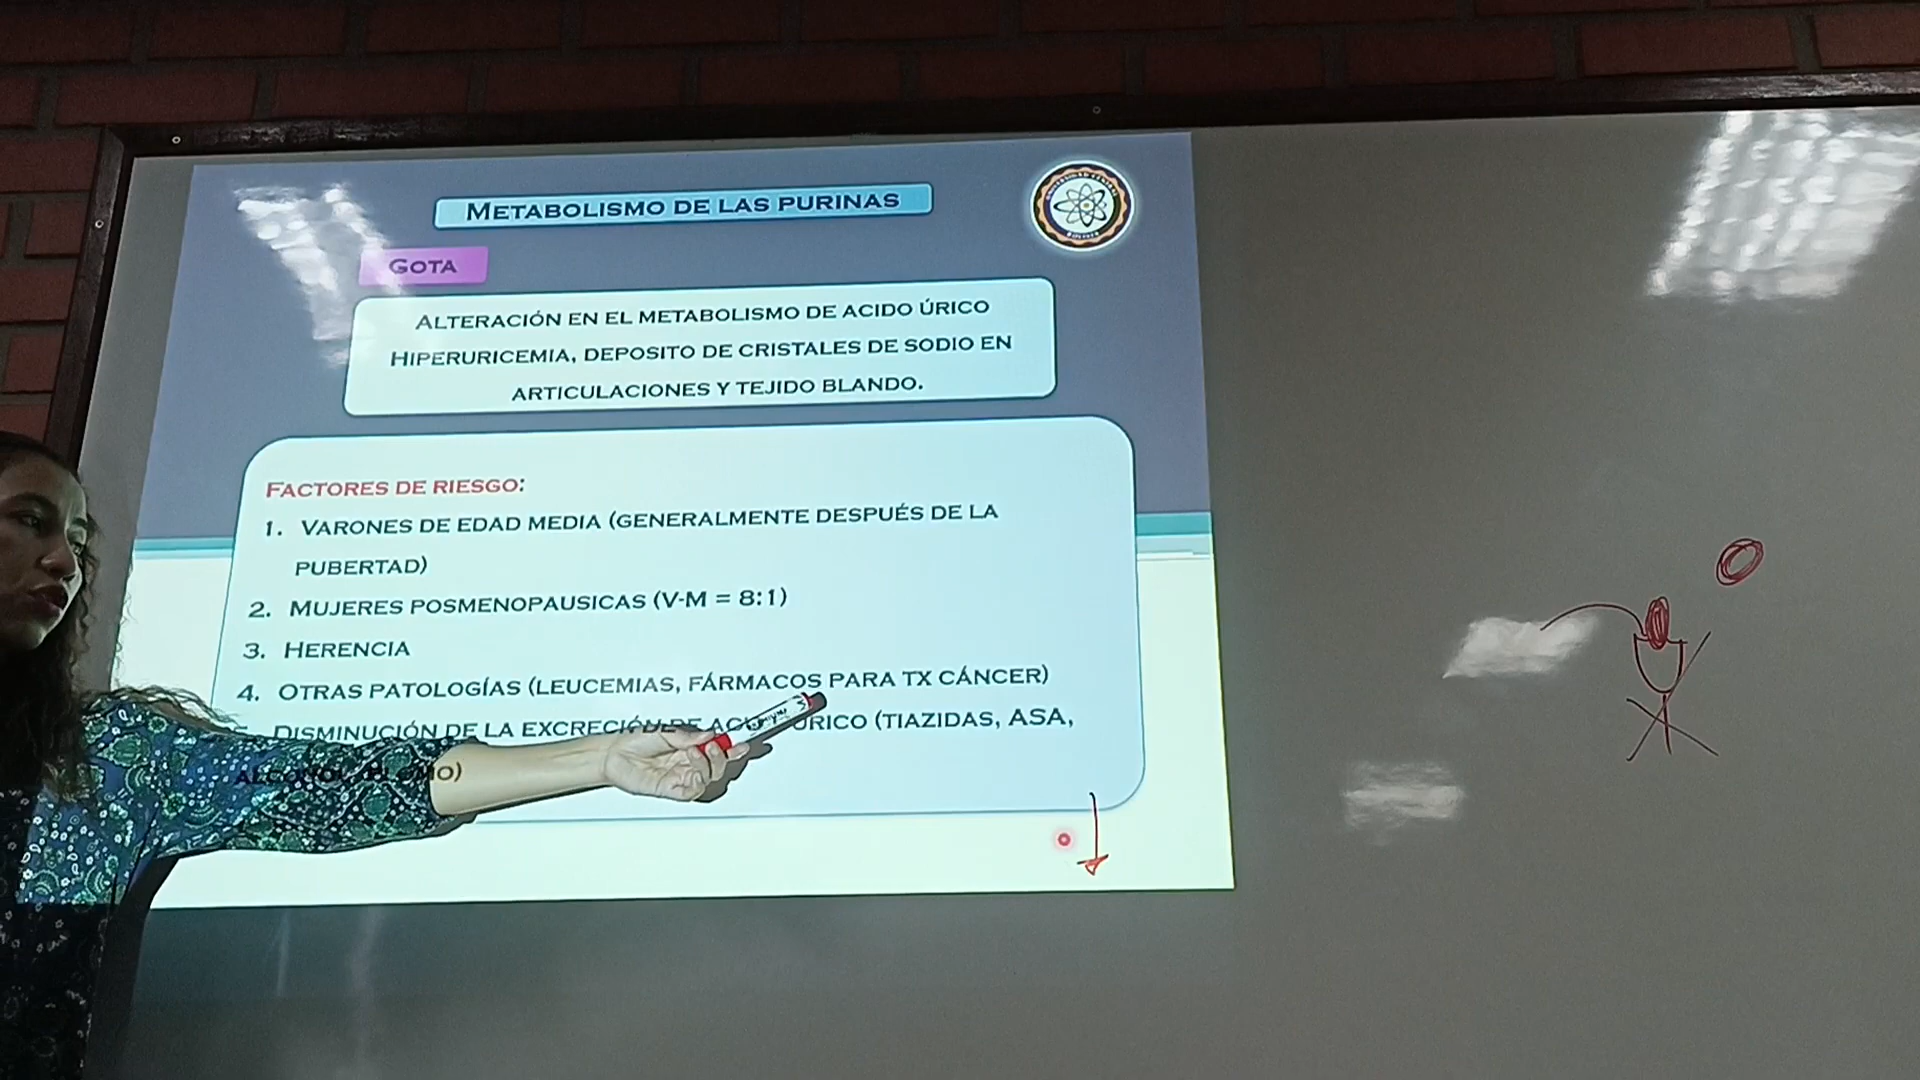 METABOLISMO DE LAS PURINAS
GOTA
ALTERACIÓN EN EL METABOLISMO DE ACIDO ÚRICO
HIPERURICEMIA, DEPOSITO DE CRISTALES DE SODIO EN
ARTICULACIONES Y TEJIDO BLANDO.
FACTORES DE RIESGO:
1. VARONES DE EDAD MEDIA (GENERALMENTE DESPUÉS DE LA
PUBERTAD)
2. MUJERES POSMENOPAUSICAS (V-M = 8:1)
3. HERENCIA
4. OTRAS PATOLOGÍAS (LEUCEMIAS, FÁRMACOS PARA TX CÁNCER)
DISMINUCIÓN DE LA EXCRECIÓN DE ÚRICO (TIAZIDAS, ASA,
ALCOHOL, PLOMO)